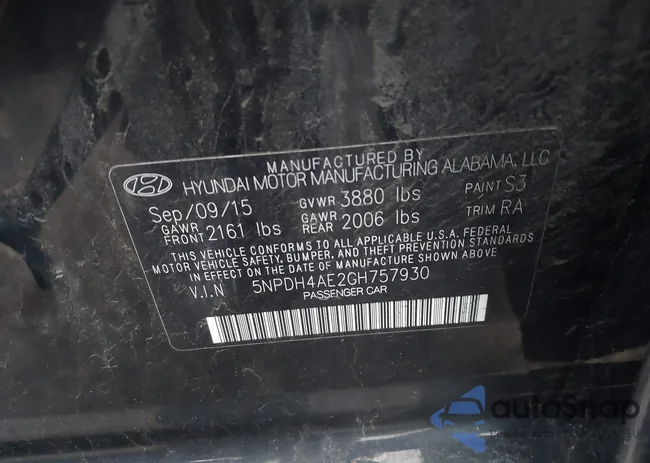 MANUFACTURED BY
HYUNDAI MOTOR MANUFACTURING ALABAMA, LLC
Sep/09/15 GVWR 3880 lbs PAINT S3
GAWR FRONT 2161 lbs GAWR REAR 2006 lbs TRIM RA
THIS VEHICLE CONFORMS TO ALL APPLICABLE U.S.A. FEDERAL
MOTOR VEHICLE SAFETY, BUMPER, AND THEFT PREVENTION STANDARDS
IN EFFECT ON THE DATE OF MANUFACTURE SHOWN ABOVE.
V.I.N 5NPDH4AE2GH757930
PASSENGER CAR
autoSnap